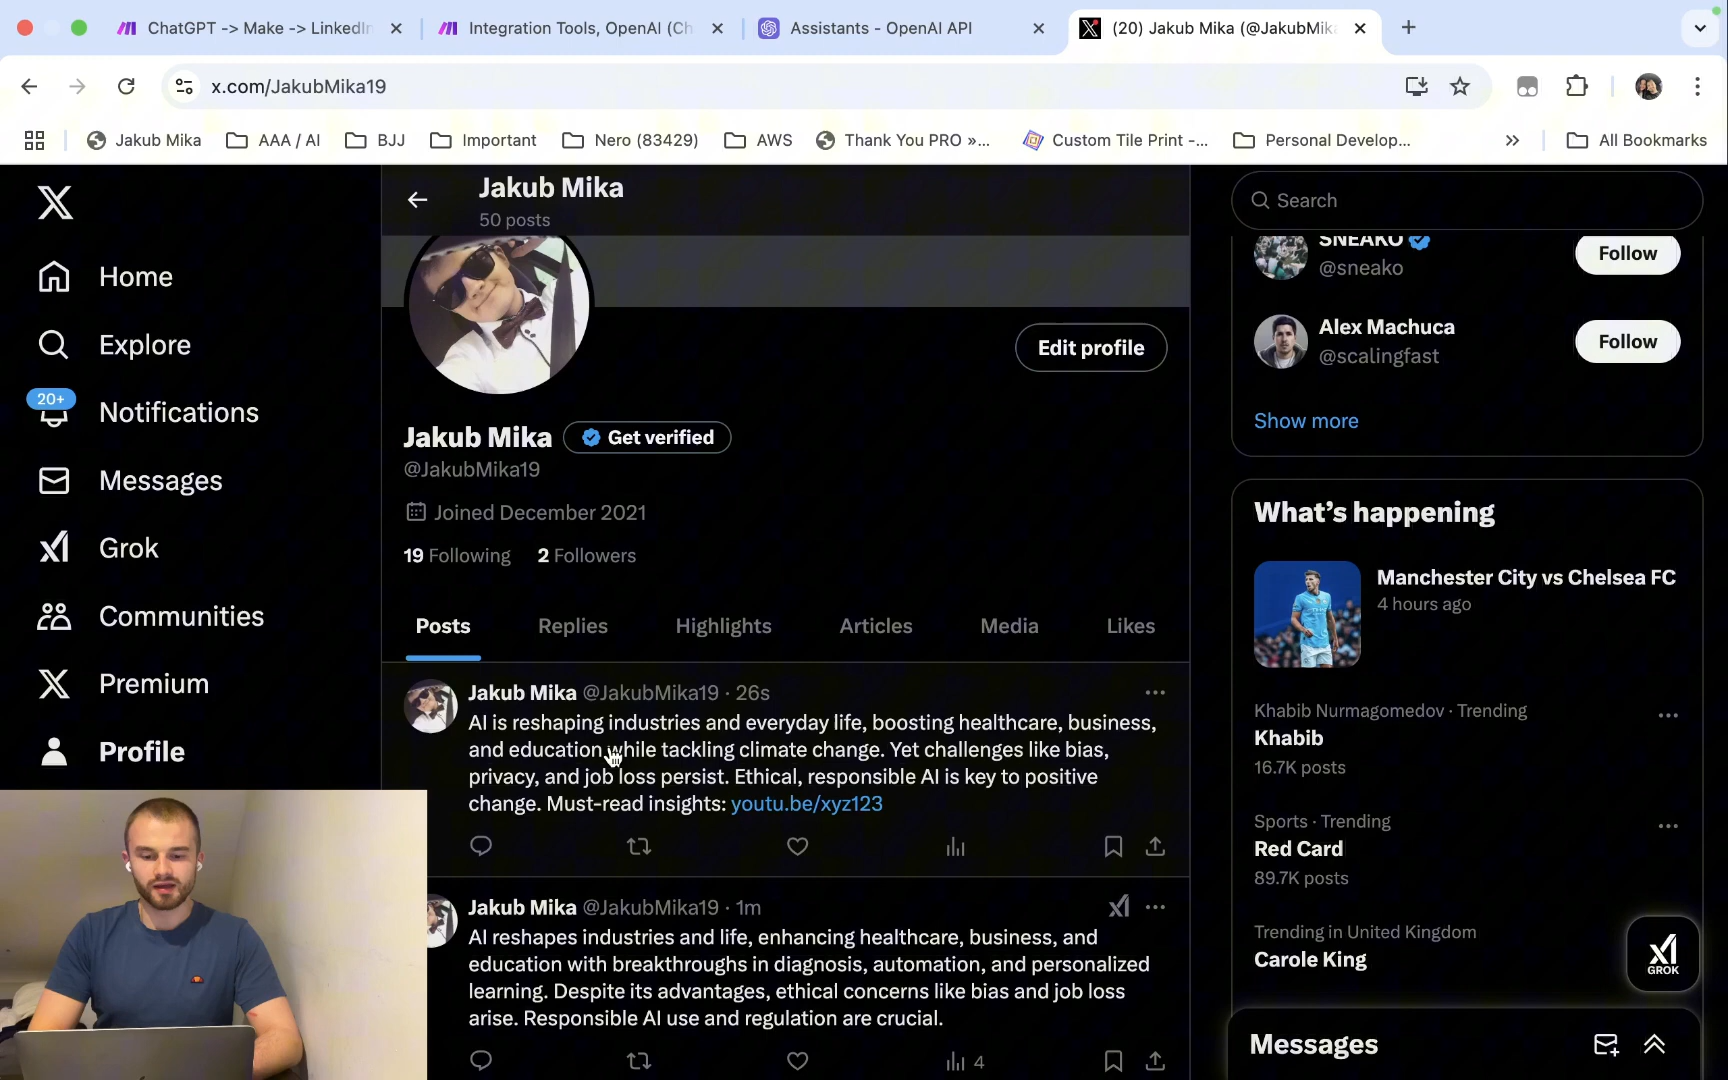 ChatGPT -> Make -> LinkedIn
Integration Tools, OpenAI (Ch
Assistants - OpenAI API
(20) Jakub Mika (@JakubMika
x.com/JakubMika19
Jakub Mika
AAA / AI
BJJ
Important
Nero (83429)
AWS
Thank You PRO »...
Custom Tile Print -...
Personal Develop...
All Bookmarks
Home
Explore
20+
Notifications
Messages
Grok
Communities
Premium
Profile
Jakub Mika
50 posts
Edit profile
Jakub Mika Get verified
@JakubMika19
Joined December 2021
19 Following 2 Followers
Posts Replies Highlights Articles Media Likes
Jakub Mika @JakubMika19 · 26s
AI is reshaping industries and everyday life, boosting healthcare, business,
and education while tackling climate change. Yet challenges like bias,
privacy, and job loss persist. Ethical, responsible AI is key to positive
change. Must-read insights: youtu.be/xyz123
Jakub Mika @JakubMika19 · 1m
AI reshapes industries and life, enhancing healthcare, business, and
education with breakthroughs in diagnosis, automation, and personalized
learning. Despite its advantages, ethical concerns like bias and job loss
arise. Responsible AI use and regulation are crucial.
4
Search
SNEAKO
@sneako
Follow
Alex Machuca
@scalingfast
Follow
Show more
What's happening
Manchester City vs Chelsea FC
4 hours ago
Khabib Nurmagomedov · Trending
Khabib
16.7K posts
Sports · Trending
Red Card
89.7K posts
Trending in United Kingdom
Carole King
GROK
Messages